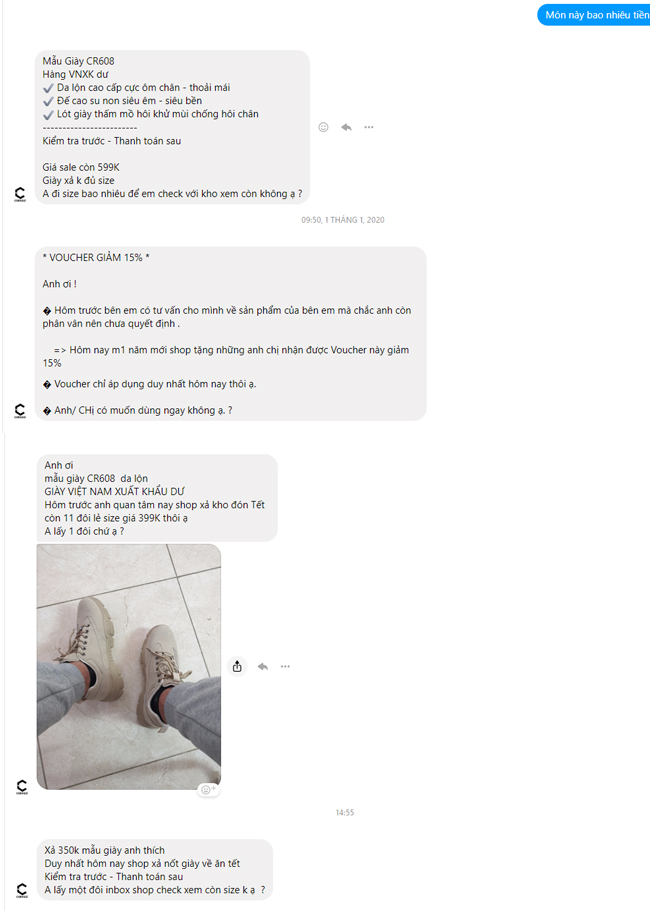 Món này bao nhiêu tiền
Mẫu Giày CR608
Hàng VNXK dư
✔ Da lộn cao cấp cực ôm chân - thoải mái
✔ Đế cao su non siêu êm - siêu bền
✔ Lót giày thấm mồ hôi khử mùi chống hôi chân
------------------------
Kiểm tra trước - Thanh toán sau
Giá sale còn 599K
Giày xả k đủ size
A đi size bao nhiêu để em check với kho xem còn không ạ ?
09:50, 1 THÁNG 1, 2020
* VOUCHER GIẢM 15% *
Anh ơi !
� Hôm trước bên em có tư vấn cho mình về sản phẩm của bên em mà chắc anh còn
phân vân nên chưa quyết định .
=> Hôm nay m1 năm mới shop tặng những anh chị nhận được Voucher này giảm
15%
� Voucher chỉ áp dụng duy nhất hôm nay thôi ạ.
� Anh/ CHị có muốn dùng ngay không ạ. ?
Anh ơi
mẫu giày CR608  da lộn
GIÀY VIỆT NAM XUẤT KHẨU DƯ
Hôm trước anh quan tâm nay shop xả kho đón Tết
còn 11 đôi lẻ size giá 399K thôi ạ
A lấy 1 đôi chứ ạ ?
14:55
Xả 350k mẫu giày anh thích
Duy nhất hôm nay shop xả nốt giày về ăn tết
Kiểm tra trước - Thanh toán sau
A lấy một đôi inbox shop check xem còn size k ạ  ?